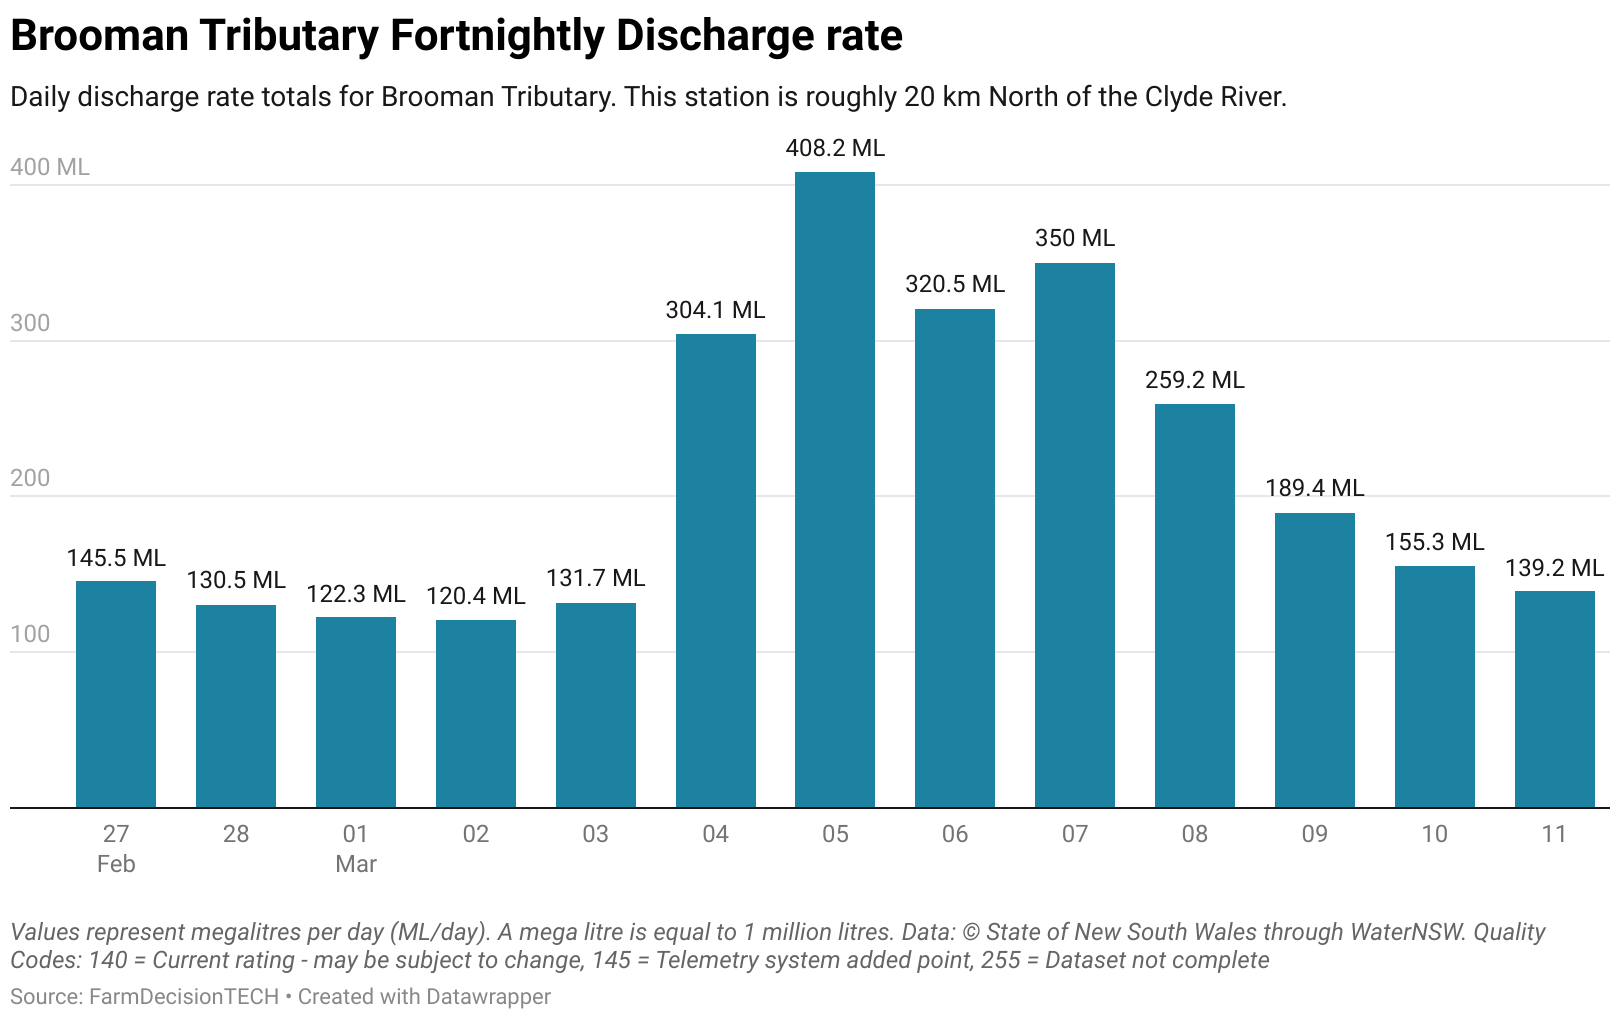 Brooman Tributary Fortnightly Discharge rate
Daily discharge rate totals for Brooman Tributary. This station is roughly 20 km North of the Clyde River.
408.2 ML
400 ML
350 ML
320.5 ML
304.1 ML
300
259.2 ML
200
189.4 ML
145.5 ML
155.3 ML
130.5 ML
131.7 ML
139.2 ML
122.3 ML
120.4 ML
100
27 28 01 02 03 04 05 06 07 08 09 10 11
Feb Mar
Values represent megalitres per day (ML/day). A mega litre is equal to 1 million litres. Data: © State of New South Wales through WaterNSW. Quality
Codes: 140 = Current rating - may be subject to change, 145 = Telemetry system added point, 255 = Dataset not complete
Source: FarmDecisionTECH • Created with Datawrapper